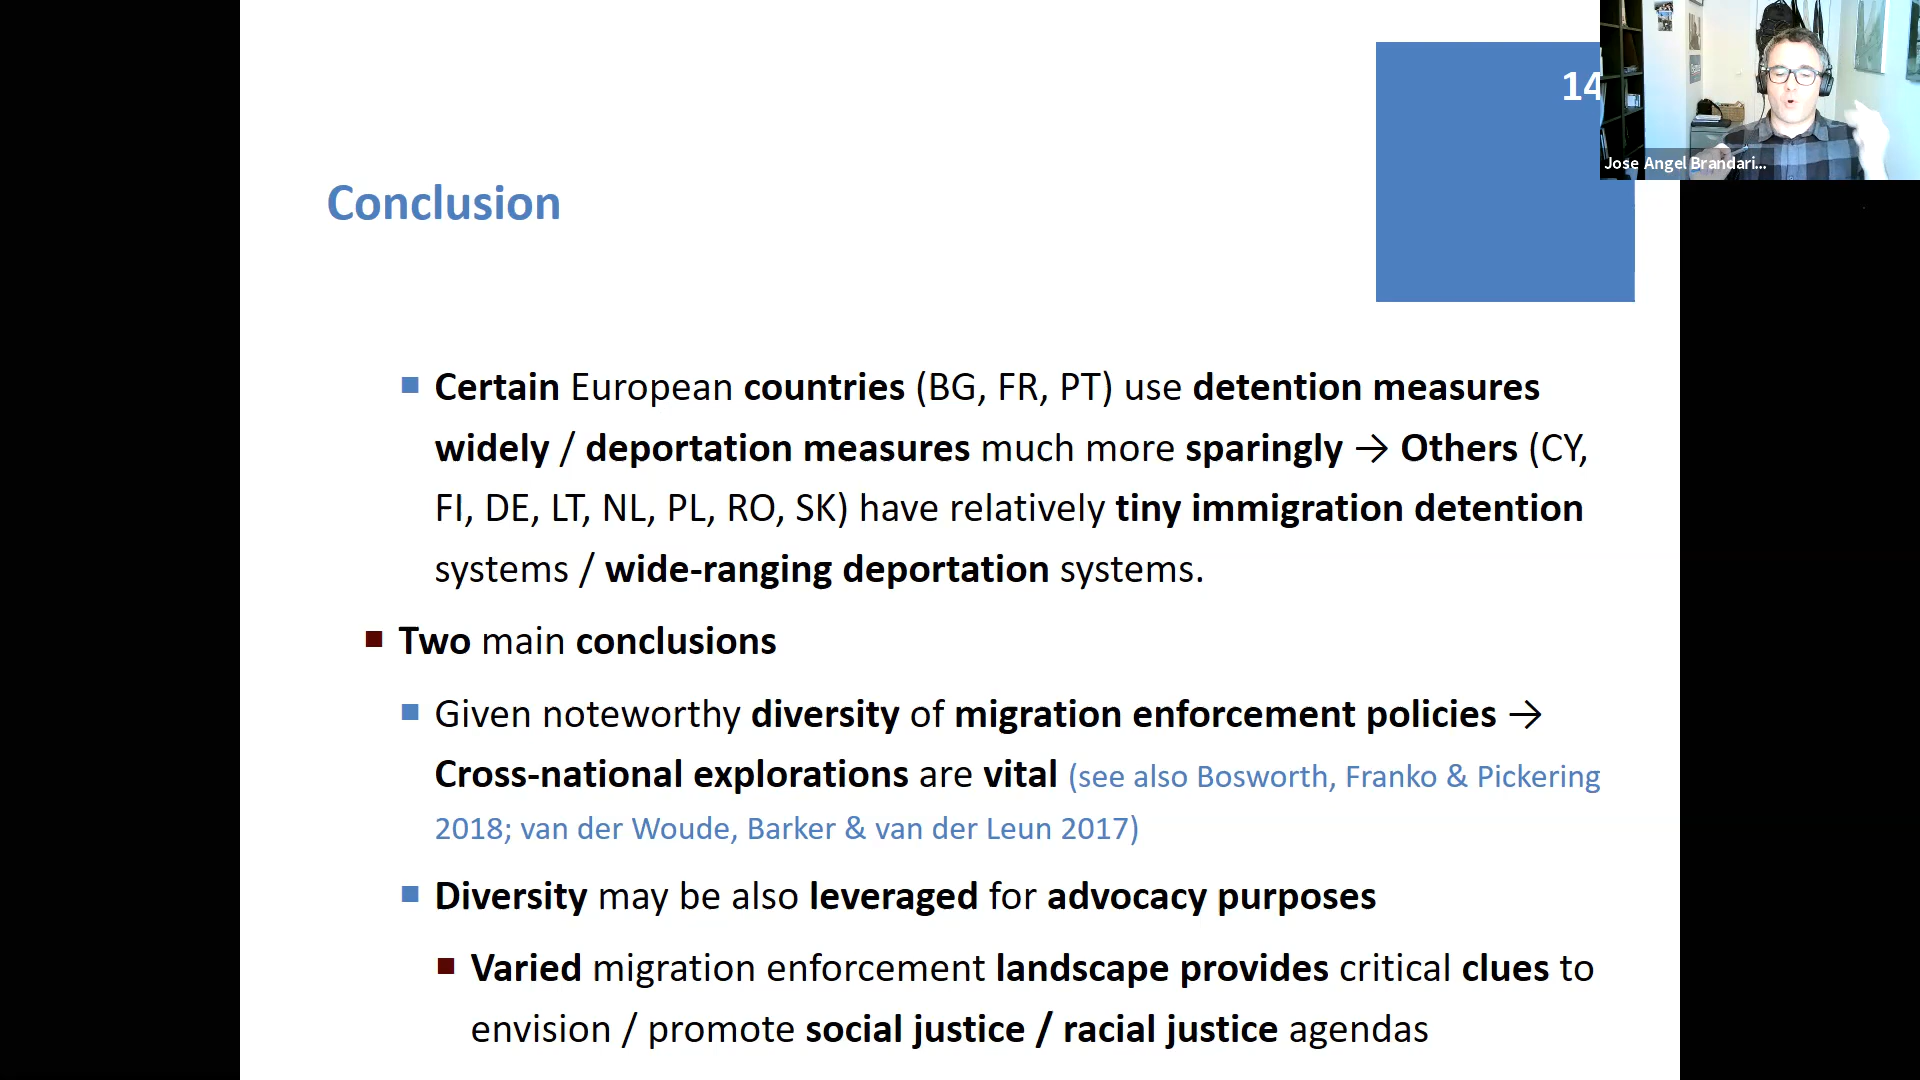 14
Jose Angel Brandari...
Conclusion
Certain European countries (BG, FR, PT) use detention measures
widely / deportation measures much more sparingly → Others (CY,
FI, DE, LT, NL, PL, RO, SK) have relatively tiny immigration detention
systems / wide-ranging deportation systems.
Two main conclusions
Given noteworthy diversity of migration enforcement policies →
Cross-national explorations are vital (see also Bosworth, Franko & Pickering
2018; van der Woude, Barker & van der Leun 2017)
Diversity may be also leveraged for advocacy purposes
Varied migration enforcement landscape provides critical clues to
envision / promote social justice / racial justice agendas